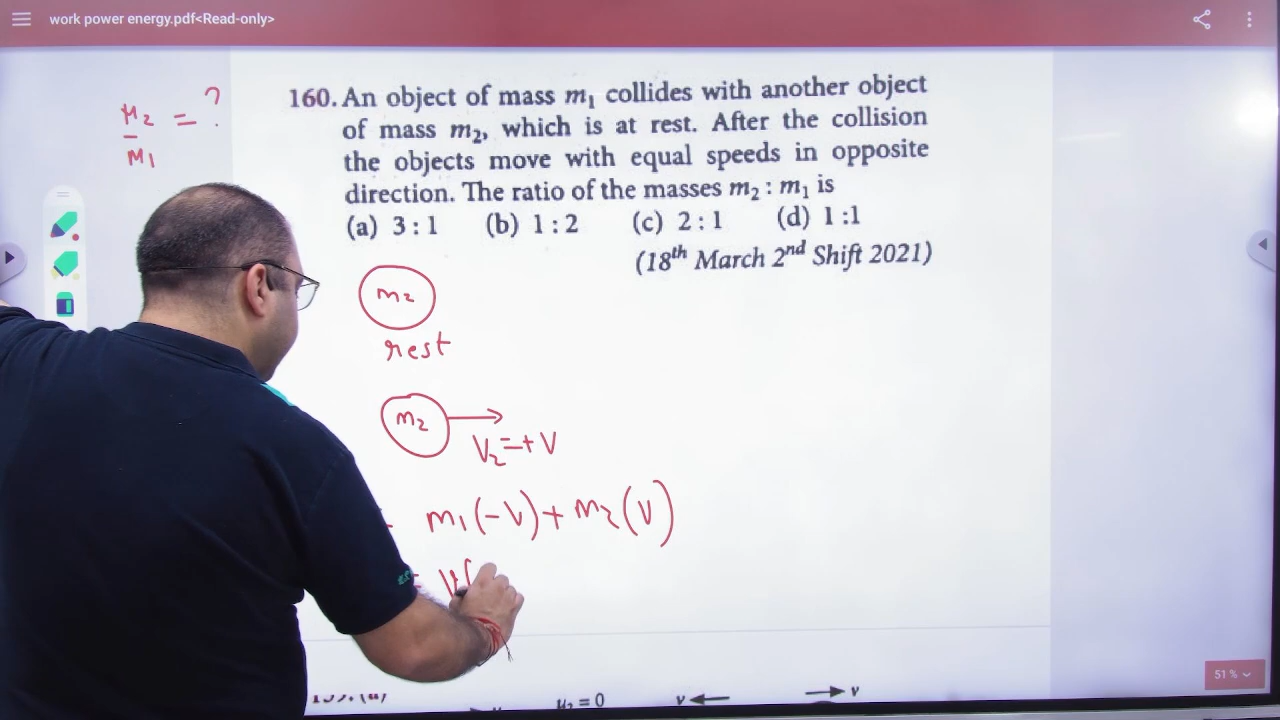 work power energy.pdf<Read-only>
M2 = ?
M1
160. An object of mass m1 collides with another object
of mass m2, which is at rest. After the collision
the objects move with equal speeds in opposite
direction. The ratio of the masses m2 : m1 is
(a) 3 : 1 (b) 1 : 2 (c) 2 : 1 (d) 1 :1
(18th March 2nd Shift 2021)
m2
rest
m2
V2=+V
m1(-V)+m2(V)
V(
v
v
51 %